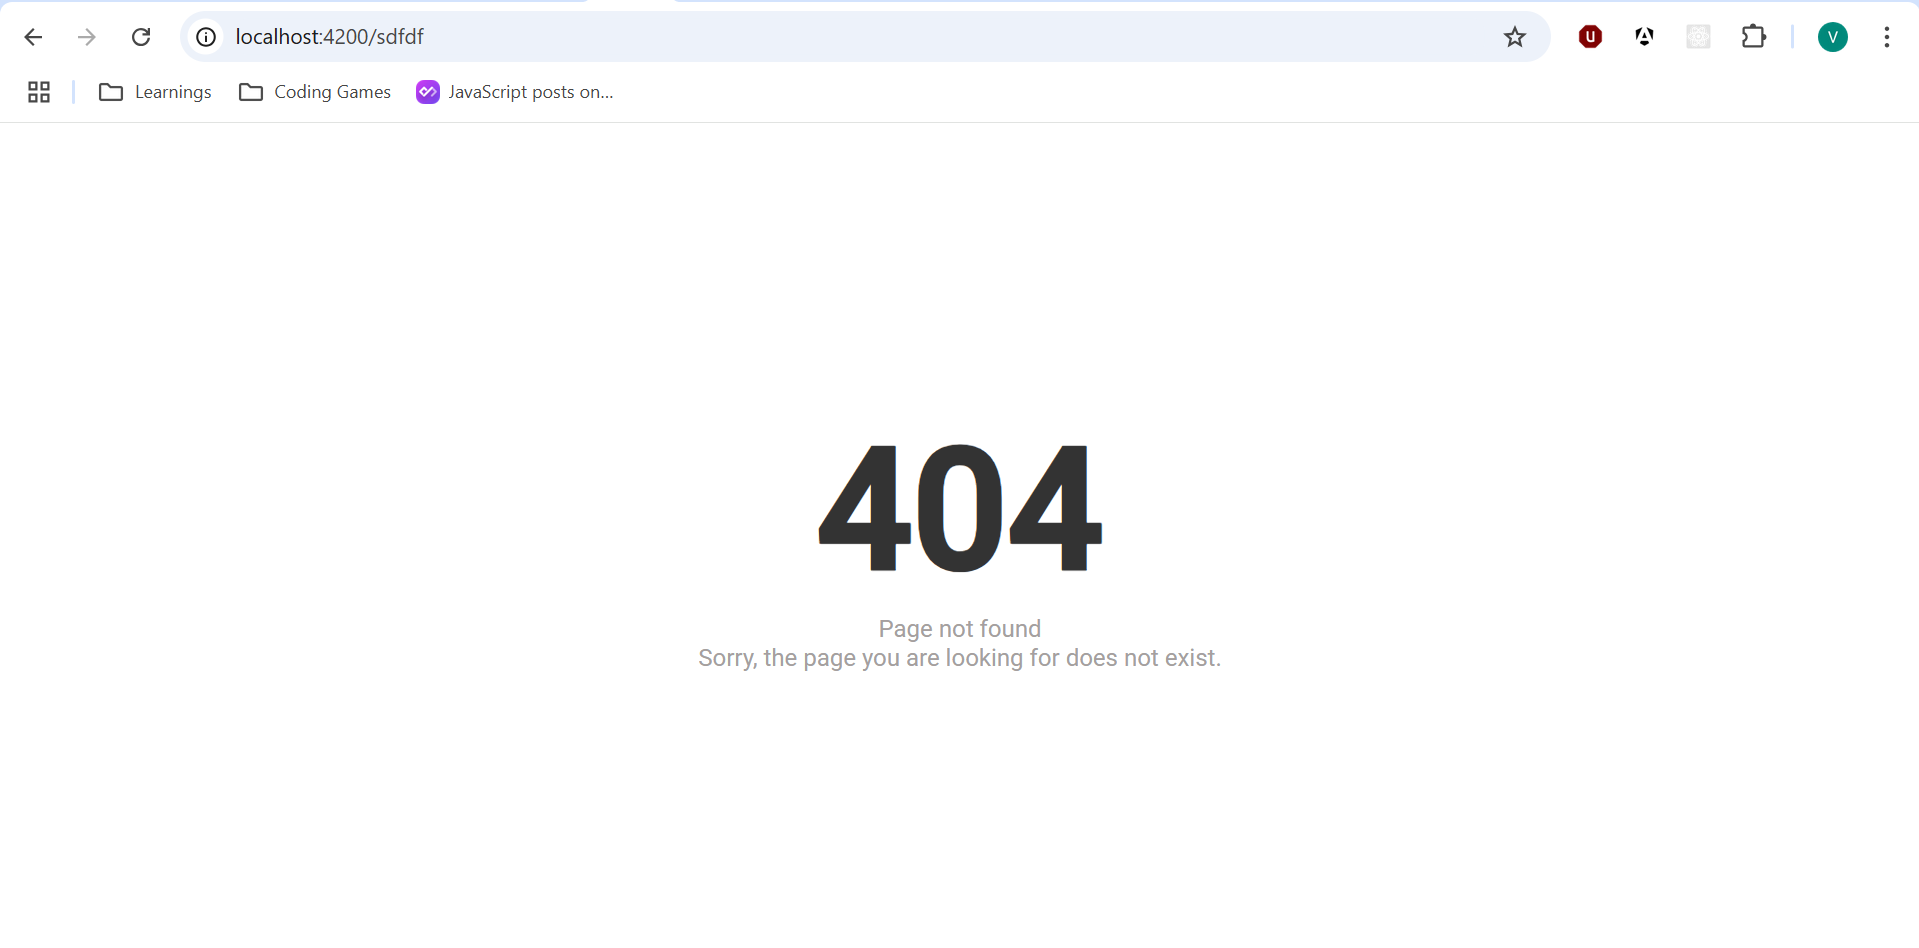 localhost:4200/sdfdf
U
V
Learnings
Coding Games
JavaScript posts on...
404
Page not found
Sorry, the page you are looking for does not exist.